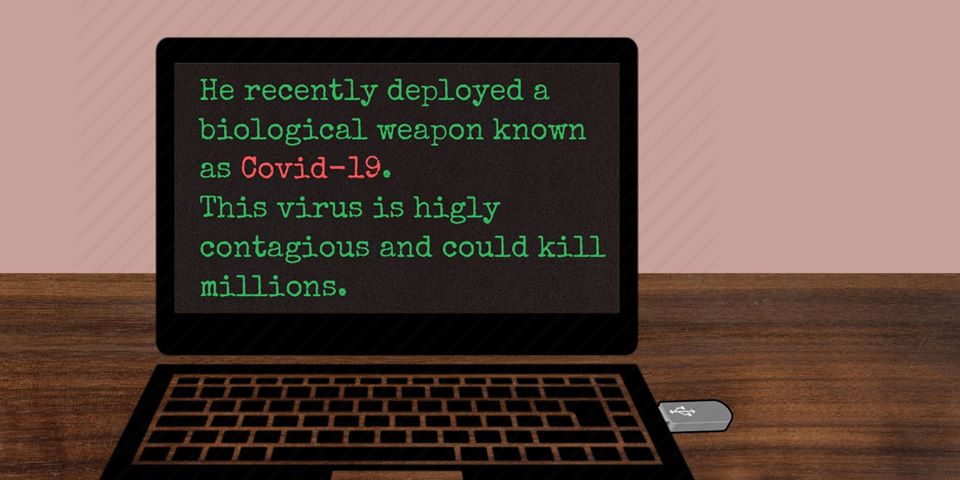 He recently deployed a
biological weapon known
as Covid-19.
This virus is higly
contagious and could kill
millions.